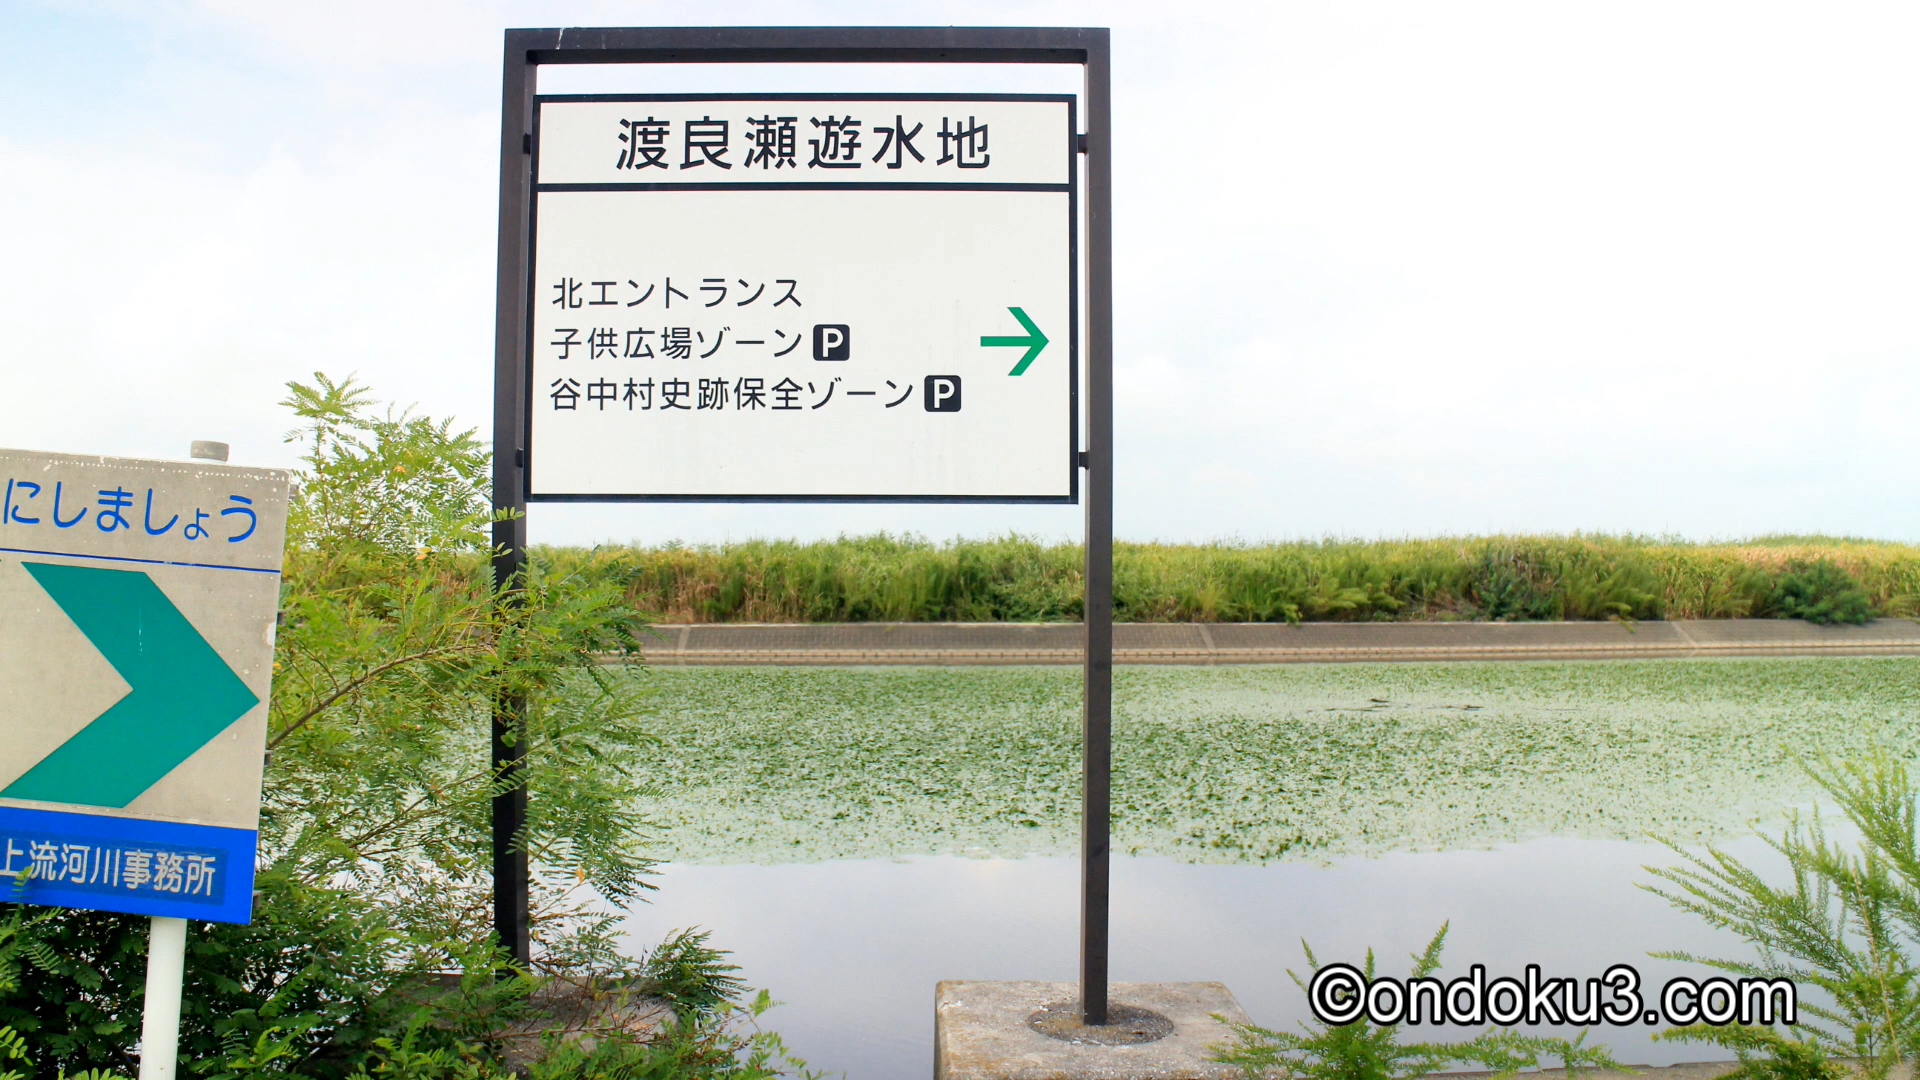 渡良瀬遊水地
北エントランス
子供広場ゾーンP
谷中村史跡保全ゾーンP
にしましょう
上流河川事務所
©ondoku3.com